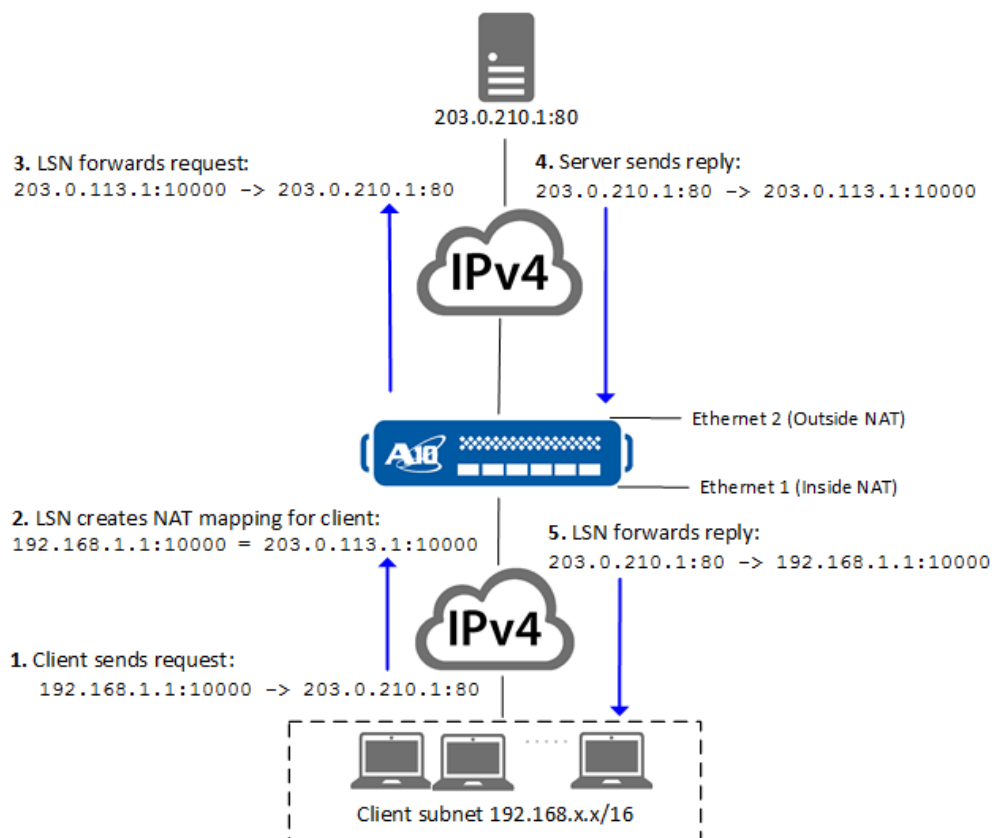 203.0.210.1:80
3. LSN forwards request:
203.0.113.1:10000 -> 203.0.210.1:80
4. Server sends reply:
203.0.210.1:80 -> 203.0.113.1:10000
IPv4
Ethernet 2 (Outside NAT)
A10
Ethernet 1 (Inside NAT)
2. LSN creates NAT mapping for client:
192.168.1.1:10000 = 203.0.113.1:10000
5. LSN forwards reply:
203.0.210.1:80 -> 192.168.1.1:10000
IPv4
1. Client sends request:
192.168.1.1:10000 -> 203.0.210.1:80
Client subnet 192.168.x.x/16